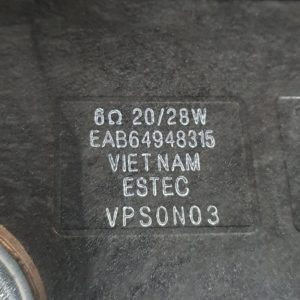 6Ω 20/28W
EAB64948315
VIETNAM
ESTEC
VPS0N03